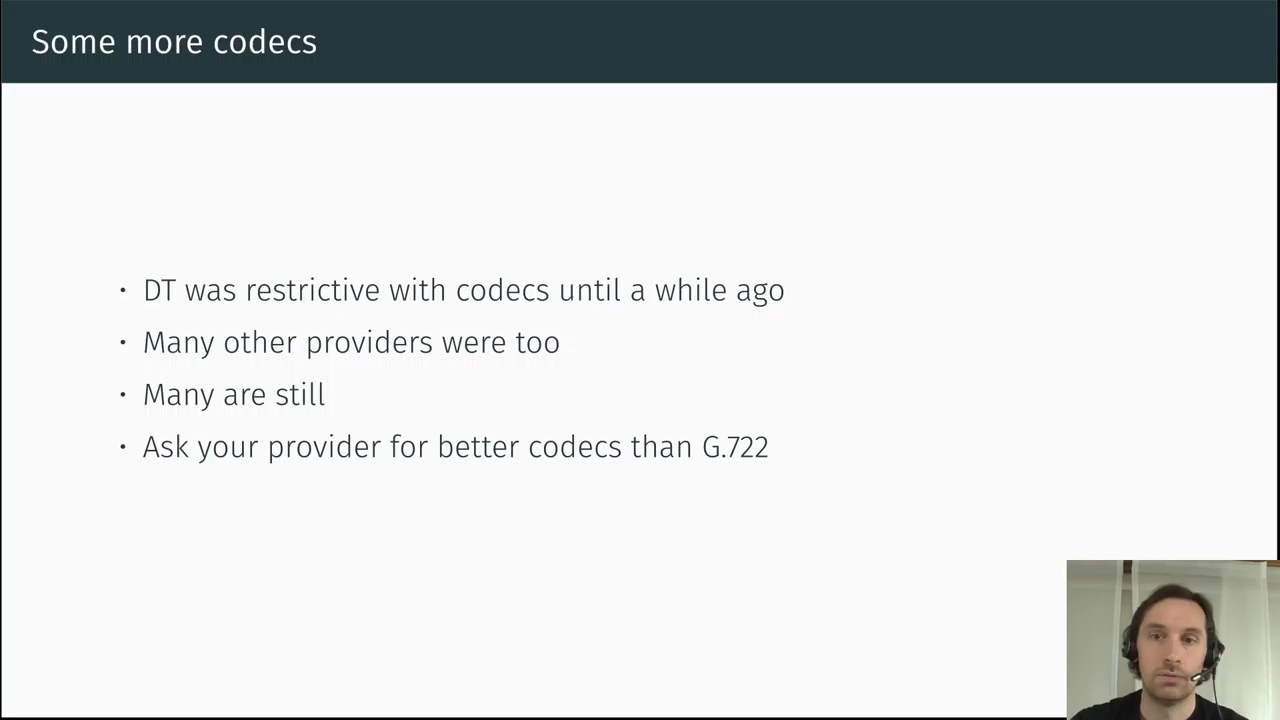 Some more codecs
• DT was restrictive with codecs until a while ago
• Many other providers were too
• Many are still
• Ask your provider for better codecs than G.722